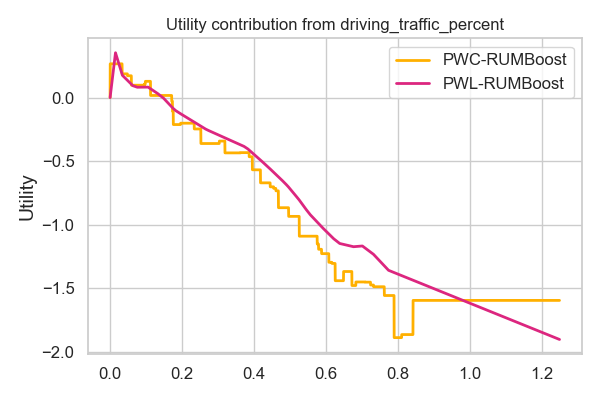 Utility contribution from driving_traffic_percent
PWC-RUMBoost
PWL-RUMBoost
Utility
0.0
−0.5
−1.0
−1.5
−2.0
0.0 0.2 0.4 0.6 0.8 1.0 1.2